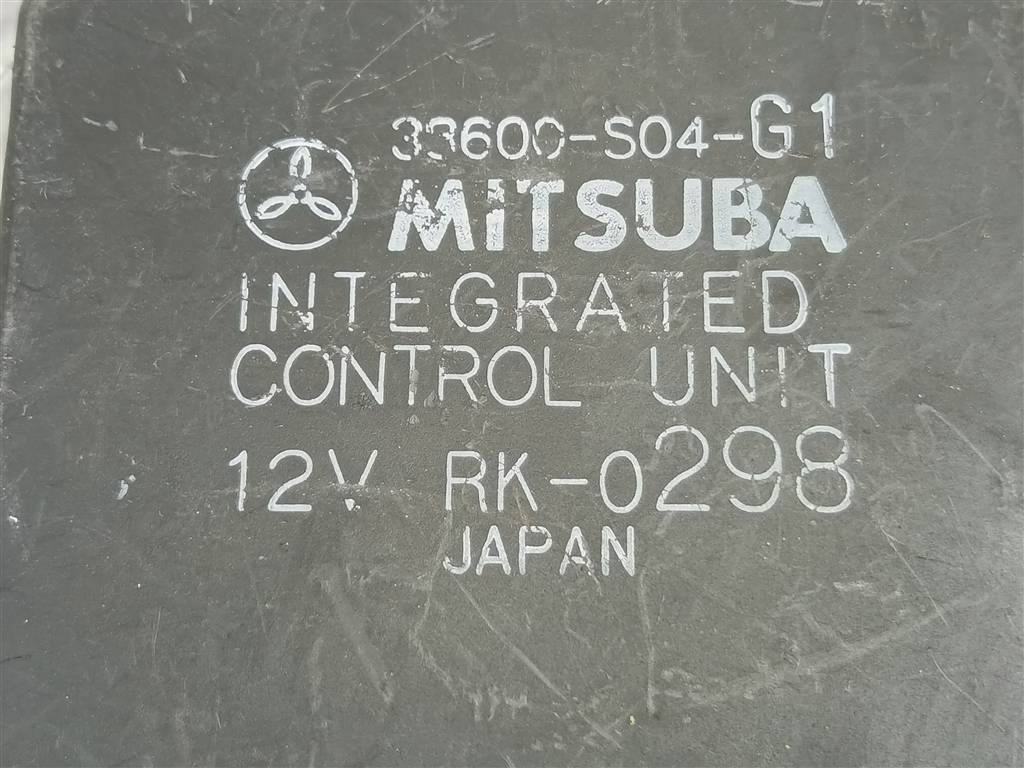 33600-S04-G1
MITSUBA
INTEGRATED
CONTROL UNIT
12V RK-0298
JAPAN